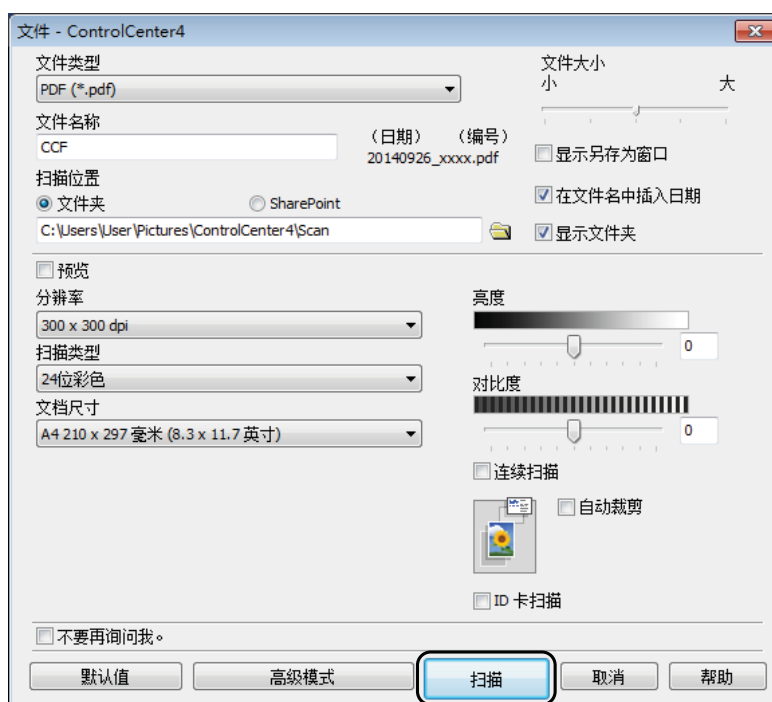 文件 - ControlCenter4
文件类型
PDF (*.pdf)
文件大小
小 大
文件名称
CCF
(日期) (编号)
20140926_xxxx.pdf
显示另存为窗口
扫描位置
文件夹 SharePoint
在文件名中插入日期
C:\Users\User\Pictures\ControlCenter4\Scan
显示文件夹
预览
分辨率
300 x 300 dpi
扫描类型
24位彩色
文档尺寸
A4 210 x 297 毫米 (8.3 x 11.7 英寸)
亮度
0
对比度
0
连续扫描
自动裁剪
ID 卡扫描
不要再询问我。
默认值 高级模式 扫描 取消 帮助